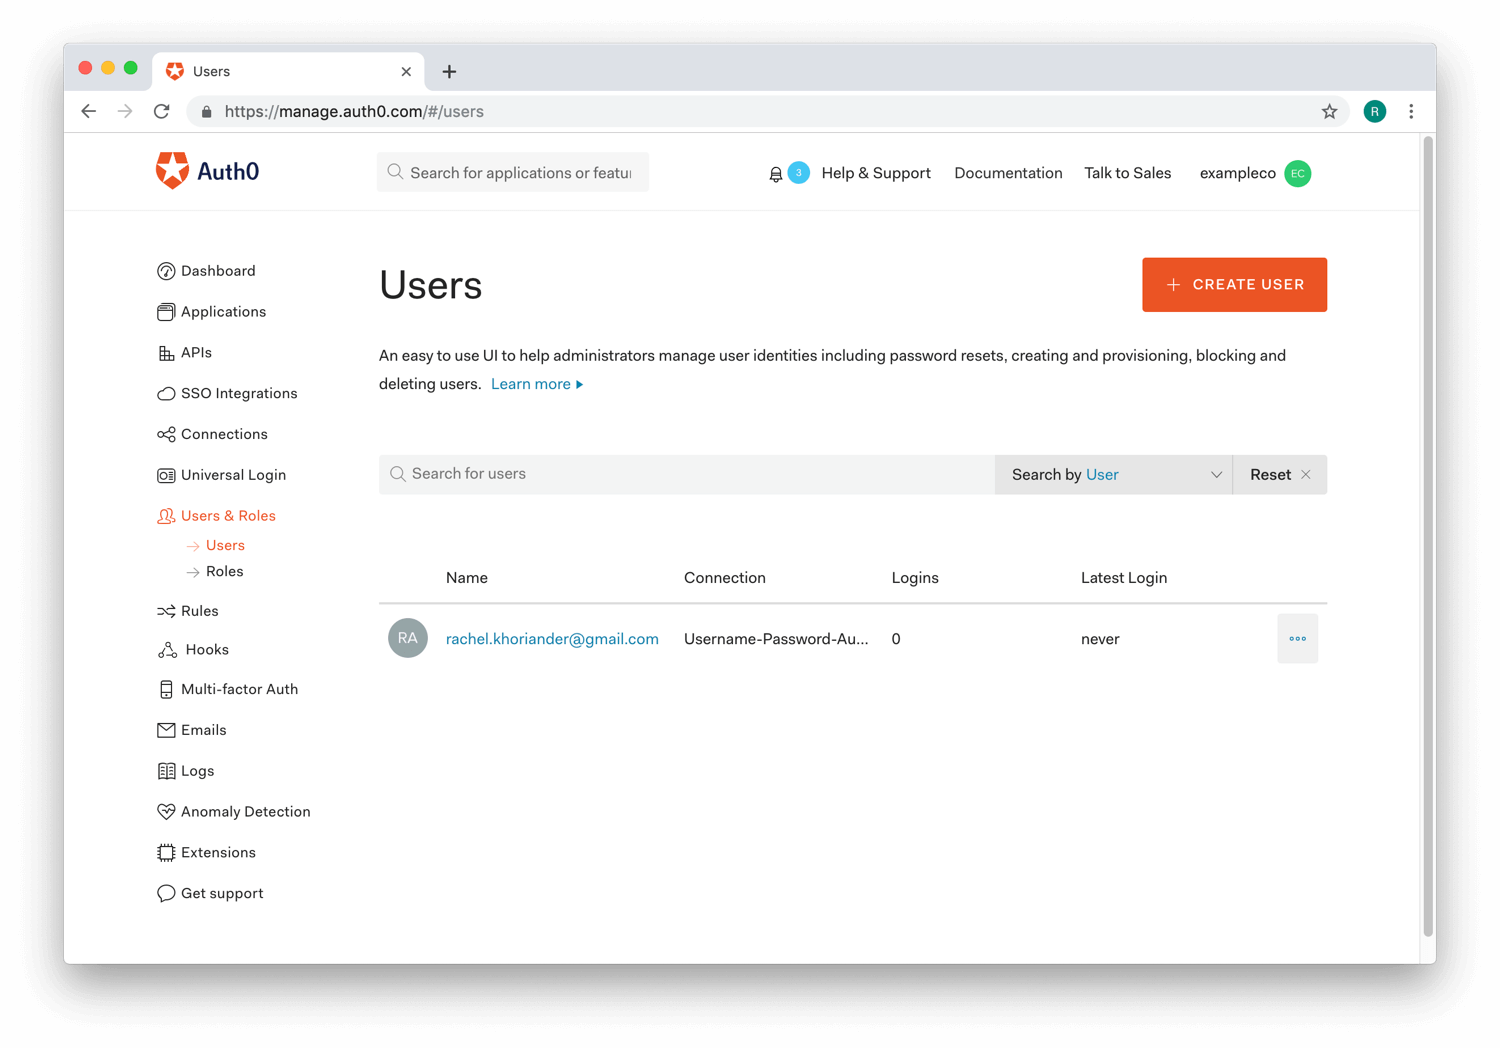 Users
https://manage.auth0.com/#/users
R
Auth0
Search for applications or featu
3
Help & Support
Documentation
Talk to Sales
exampleco
EC
Dashboard
Applications
APIs
SSO Integrations
Connections
Universal Login
Users & Roles
Users
Roles
Rules
Hooks
Multi-factor Auth
Emails
Logs
Anomaly Detection
Extensions
Get support
Users
CREATE USER
An easy to use UI to help administrators manage user identities including password resets, creating and provisioning, blocking and
deleting users. Learn more
Search for users
Search by User
Reset
Name Connection Logins Latest Login
RA rachel.khoriander@gmail.com Username-Password-Au... 0 never